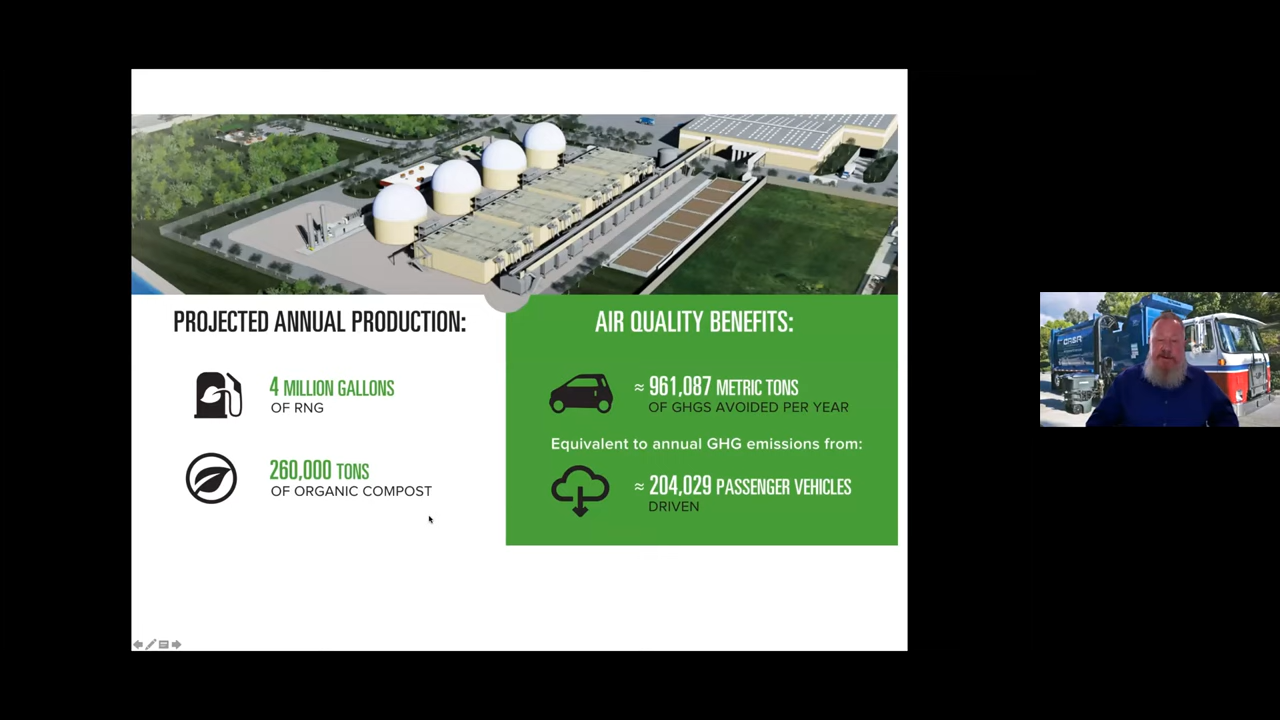 PROJECTED ANNUAL PRODUCTION:
4 MILLION GALLONS
OF RNG
260,000 TONS
OF ORGANIC COMPOST
AIR QUALITY BENEFITS:
≈ 961,087 METRIC TONS
OF GHGS AVOIDED PER YEAR
Equivalent to annual GHG emissions from:
≈ 204,029 PASSENGER VEHICLES
DRIVEN